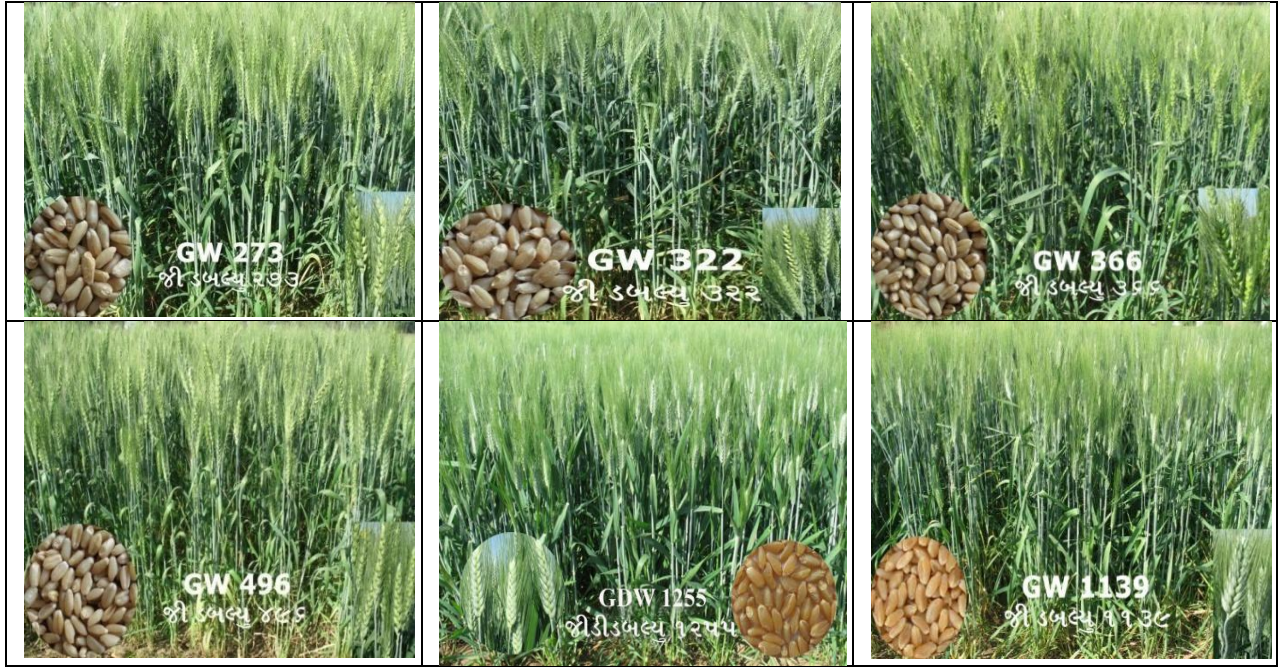 GW 273
જી ડબલ્યુ ૨૭૩
GW 322
જી ડબલ્યુ ૩૨૨
GW 366
જી ડબલ્યુ ૩૬૬
GW 496
જી ડબલ્યુ ૪૯૬
GDW 1255
જીડીડબલ્યુ ૧૨૫૫
GW 1139
જી ડબલ્યુ ૧૧૩૯